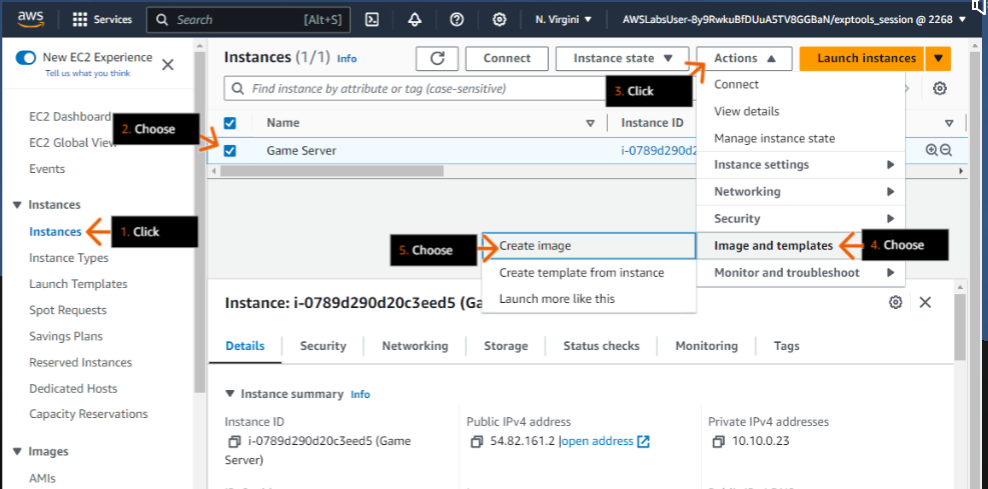 aws
Services
Search
[Alt+S]
N. Virgini
AWSLabsUser-8y9RwkuBfDUuA5TV8GGBaN/exptools_session @ 2268
New EC2 Experience
Tell us what you think
EC2 Dashboard
EC2 Global View
Events
Instances
Instances
Instance Types
Launch Templates
Spot Requests
Savings Plans
Reserved Instances
Dedicated Hosts
Capacity Reservations
Images
AMIs
1. Click
2. Choose
Instances (1/1) Info
Connect
Instance state
Actions
Launch instances
Find instance by attribute or tag (case-sensitive)
3. Click
Name
Instance ID
Game Server
i-0789d290d2
Connect
View details
Manage instance state
Instance settings
Networking
Security
Image and templates
Monitor and troubleshoot
4. Choose
5. Choose
Create image
Create template from instance
Launch more like this
Instance: i-0789d290d20c3eed5 (Ga
Details
Security
Networking
Storage
Status checks
Monitoring
Tags
Instance summary Info
Instance ID
i-0789d290d20c3eed5 (Game
Server)
Public IPv4 address
54.82.161.2 |open address
Private IPv4 addresses
10.10.0.23